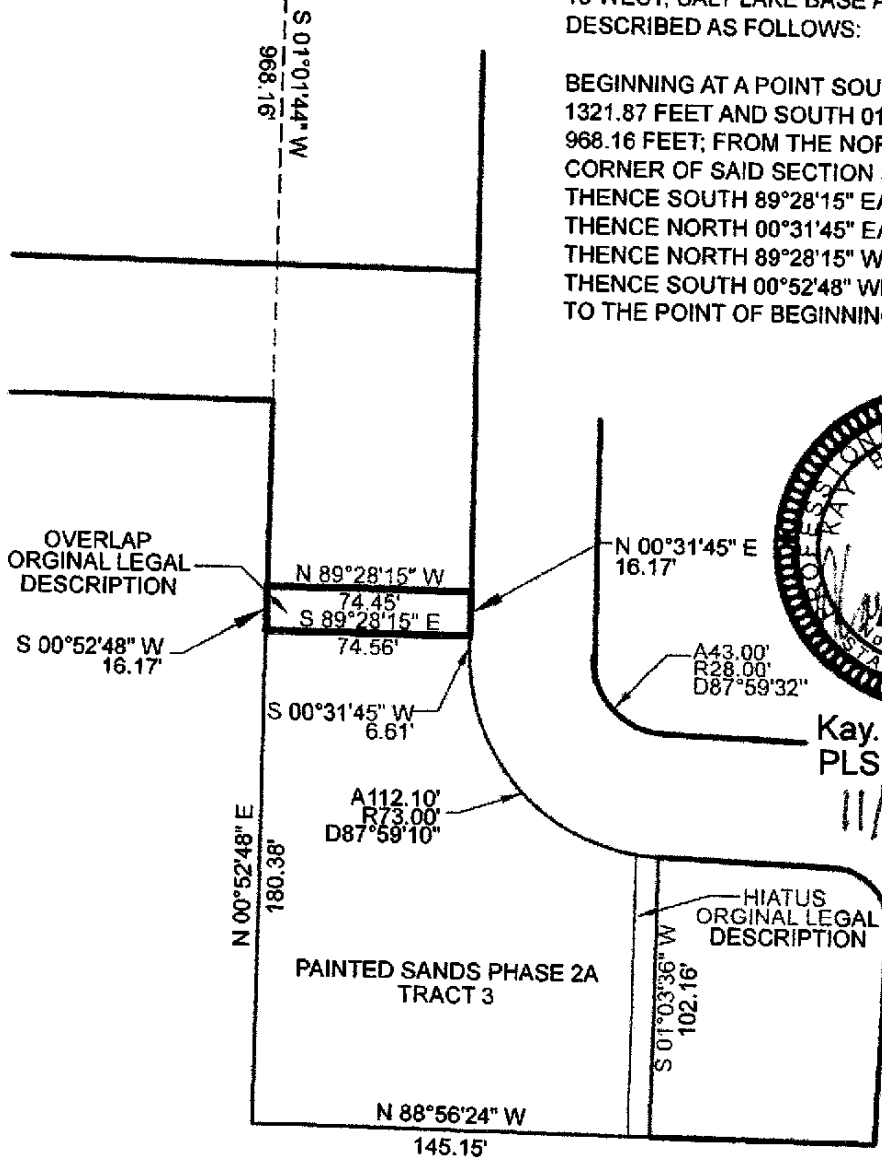 DESCRIBED AS FOLLOWS:
BEGINNING AT A POINT SOU
1321.87 FEET AND SOUTH 01
968.16 FEET; FROM THE NOR
CORNER OF SAID SECTION
THENCE SOUTH 89°28'15" EA
THENCE NORTH 00°31'45" EA
THENCE NORTH 89°28'15" W
THENCE SOUTH 00°52'48" WE
TO THE POINT OF BEGINNING
S 01°01'44" W
968.16'
OVERLAP
ORGINAL LEGAL
DESCRIPTION
N 89°28'15" W
74.45'
S 89°28'15" E
74.56'
N 00°31'45" E
16.17'
S 00°52'48" W
16.17'
S 00°31'45" W
6.61'
A43.00'
R28.00'
D87°59'32"
Kay.
PLS
A112.10'
R73.00'
D87°59'10"
N 00°52'48" E
180.38'
HIATUS
ORGINAL LEGAL
DESCRIPTION
S 01°03'36" W
102.16'
PAINTED SANDS PHASE 2A
TRACT 3
N 88°56'24" W
145.15'